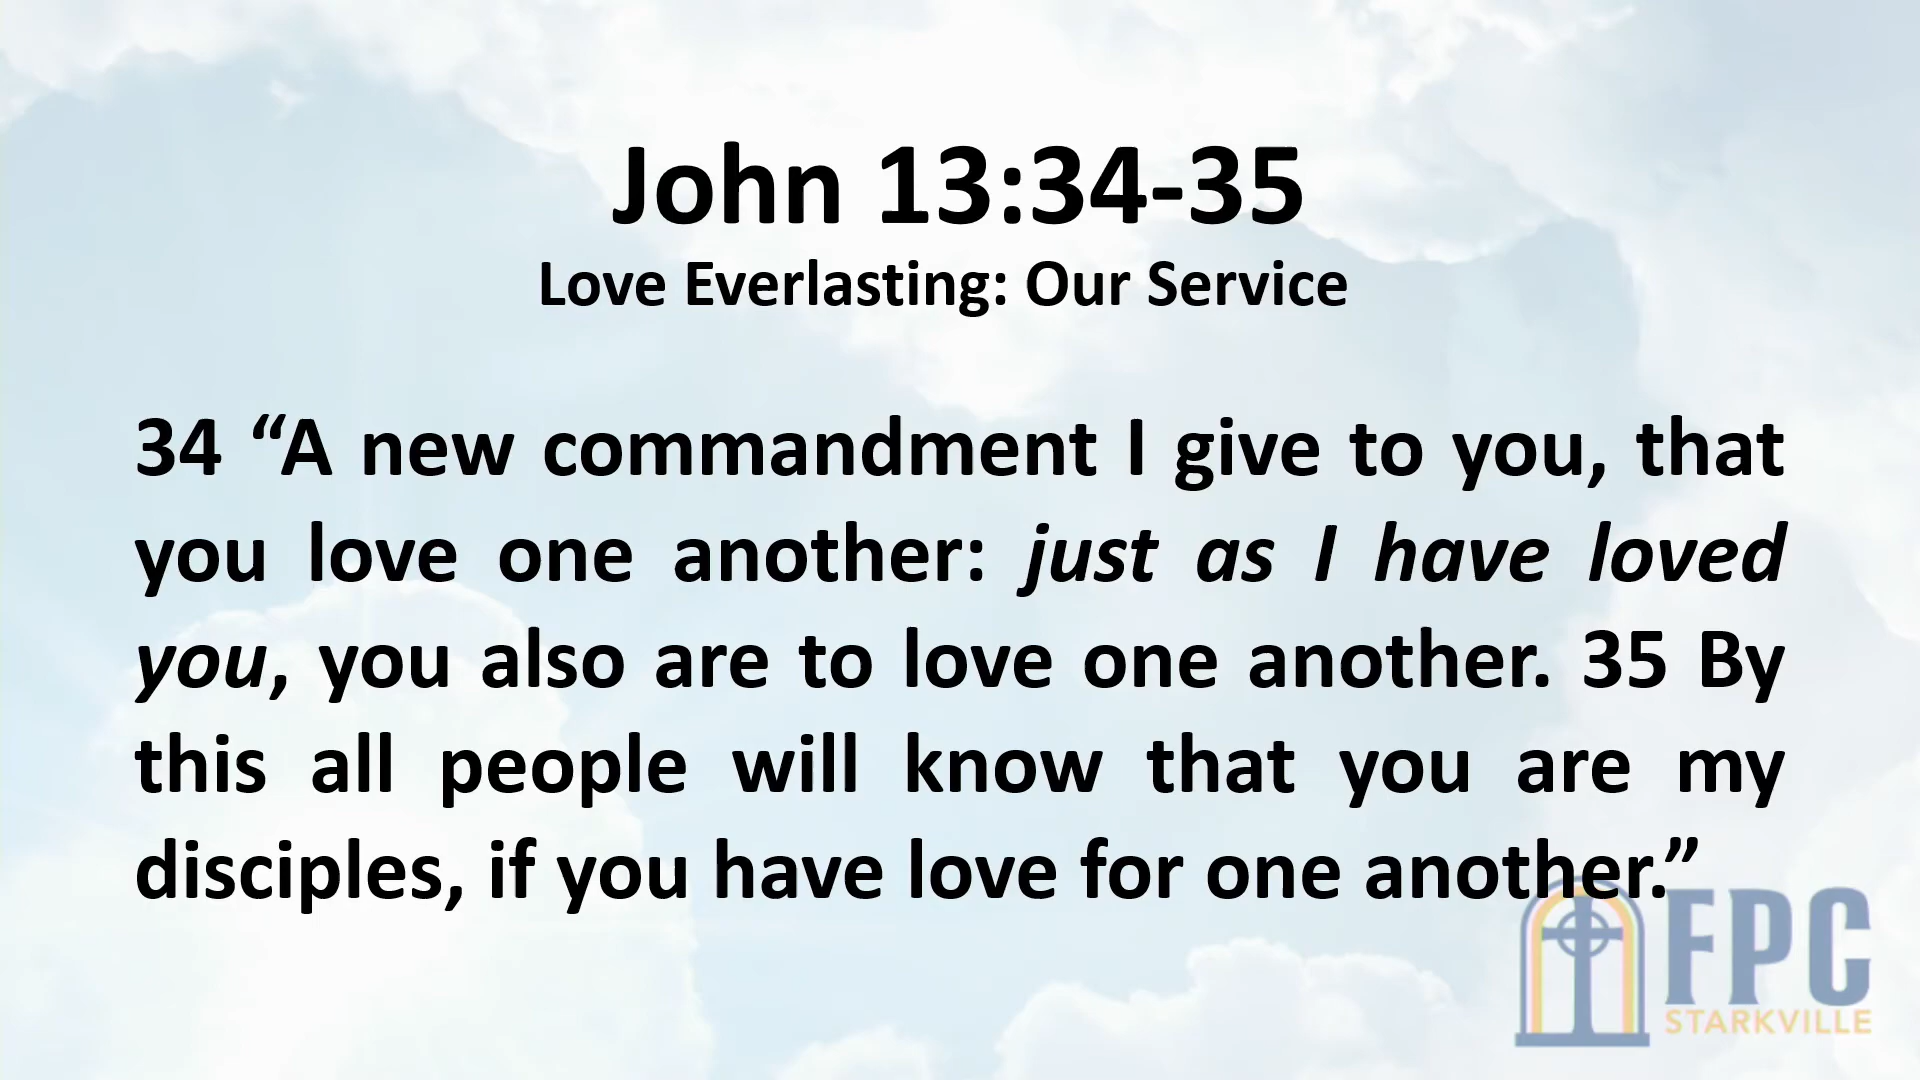 John 13:34-35
Love Everlasting: Our Service
34 “A new commandment I give to you, that
you love one another: just as I have loved
you, you also are to love one another. 35 By
this all people will know that you are my
disciples, if you have love for one another.”
FPC
STARKVILLE